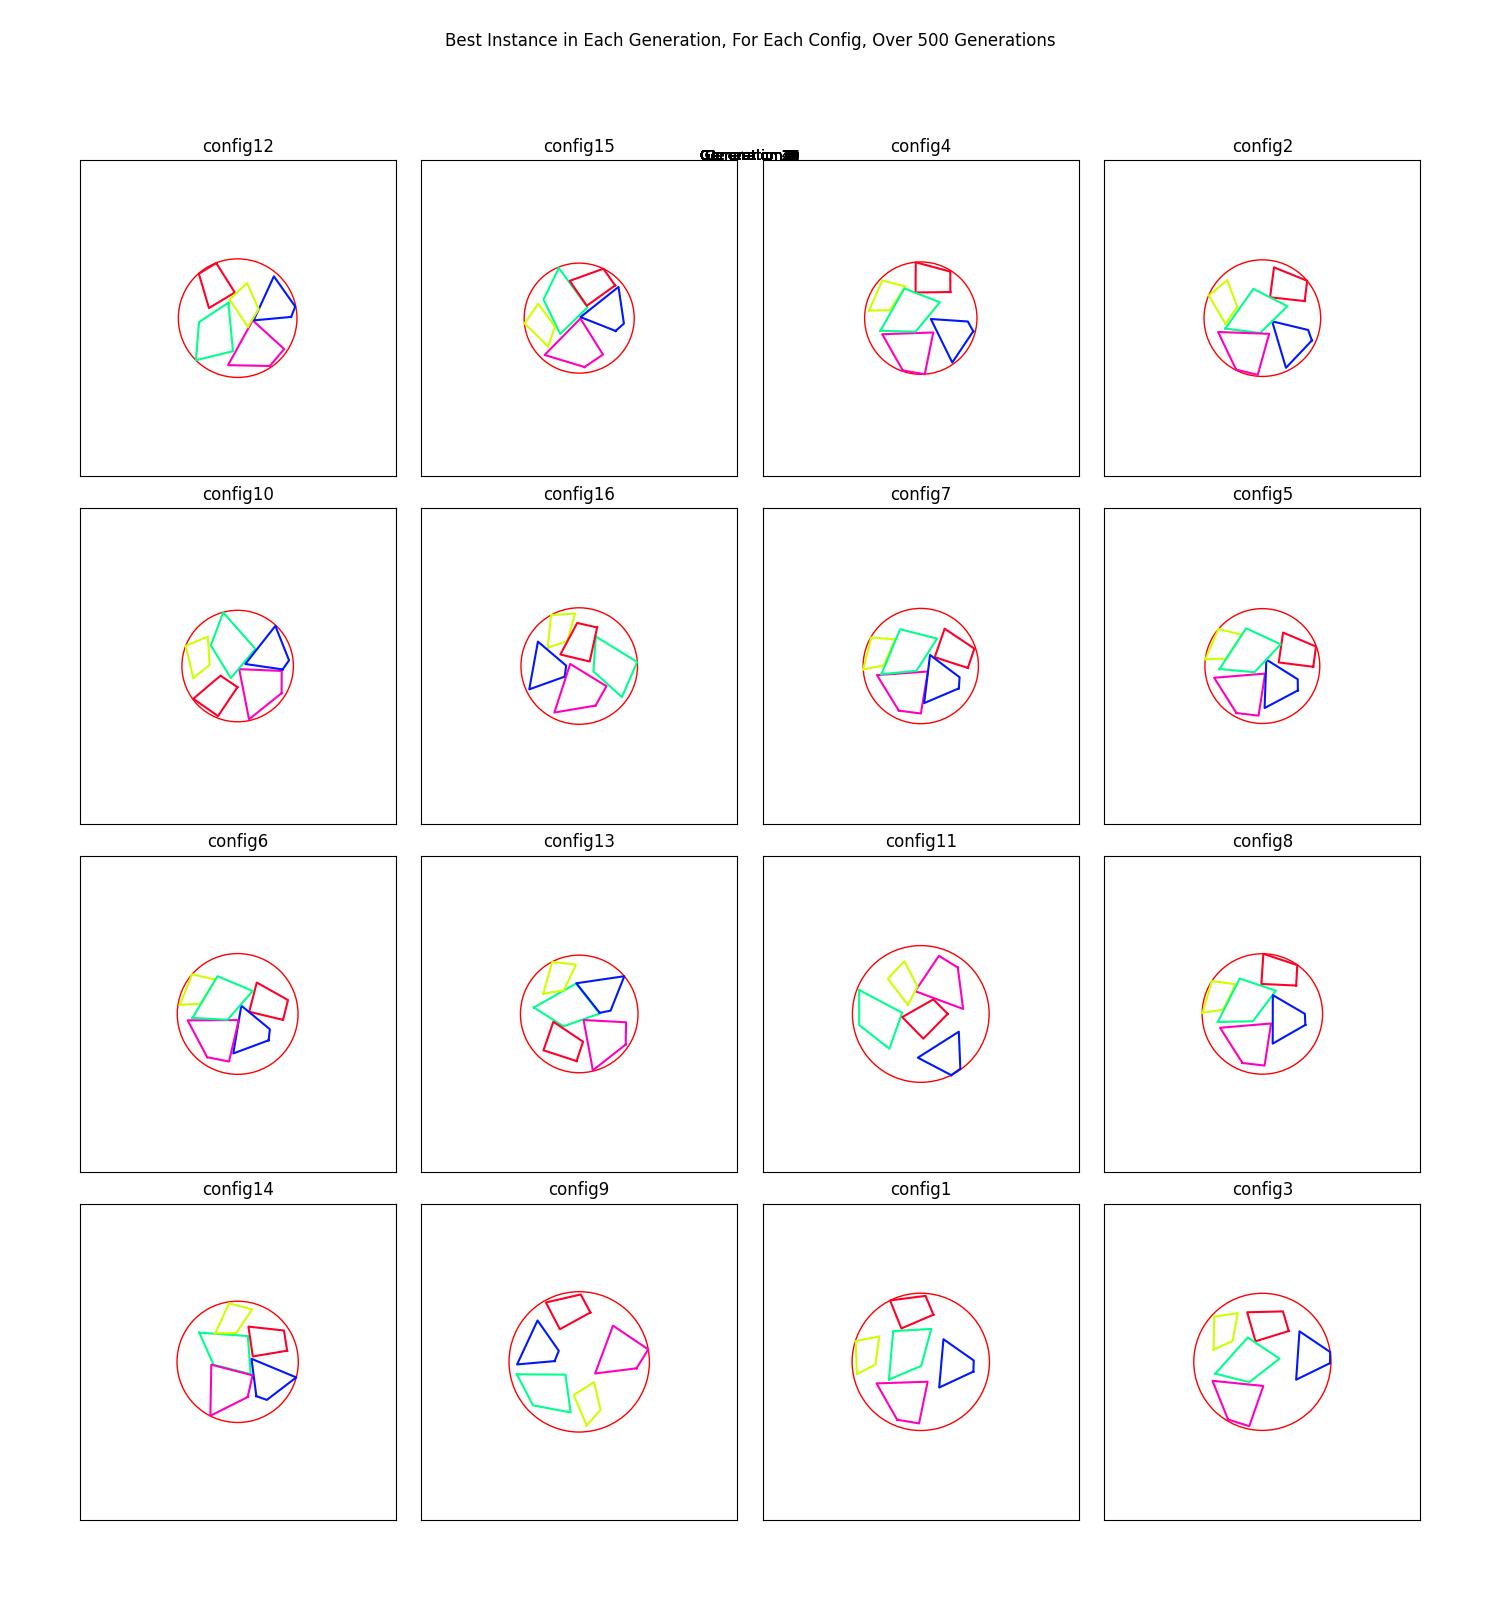 Best Instance in Each Generation, For Each Config, Over 500 Generations
config12
config15
config4
config2
config10
config16
config7
config5
config6
config13
config11
config8
config14
config9
config1
config3